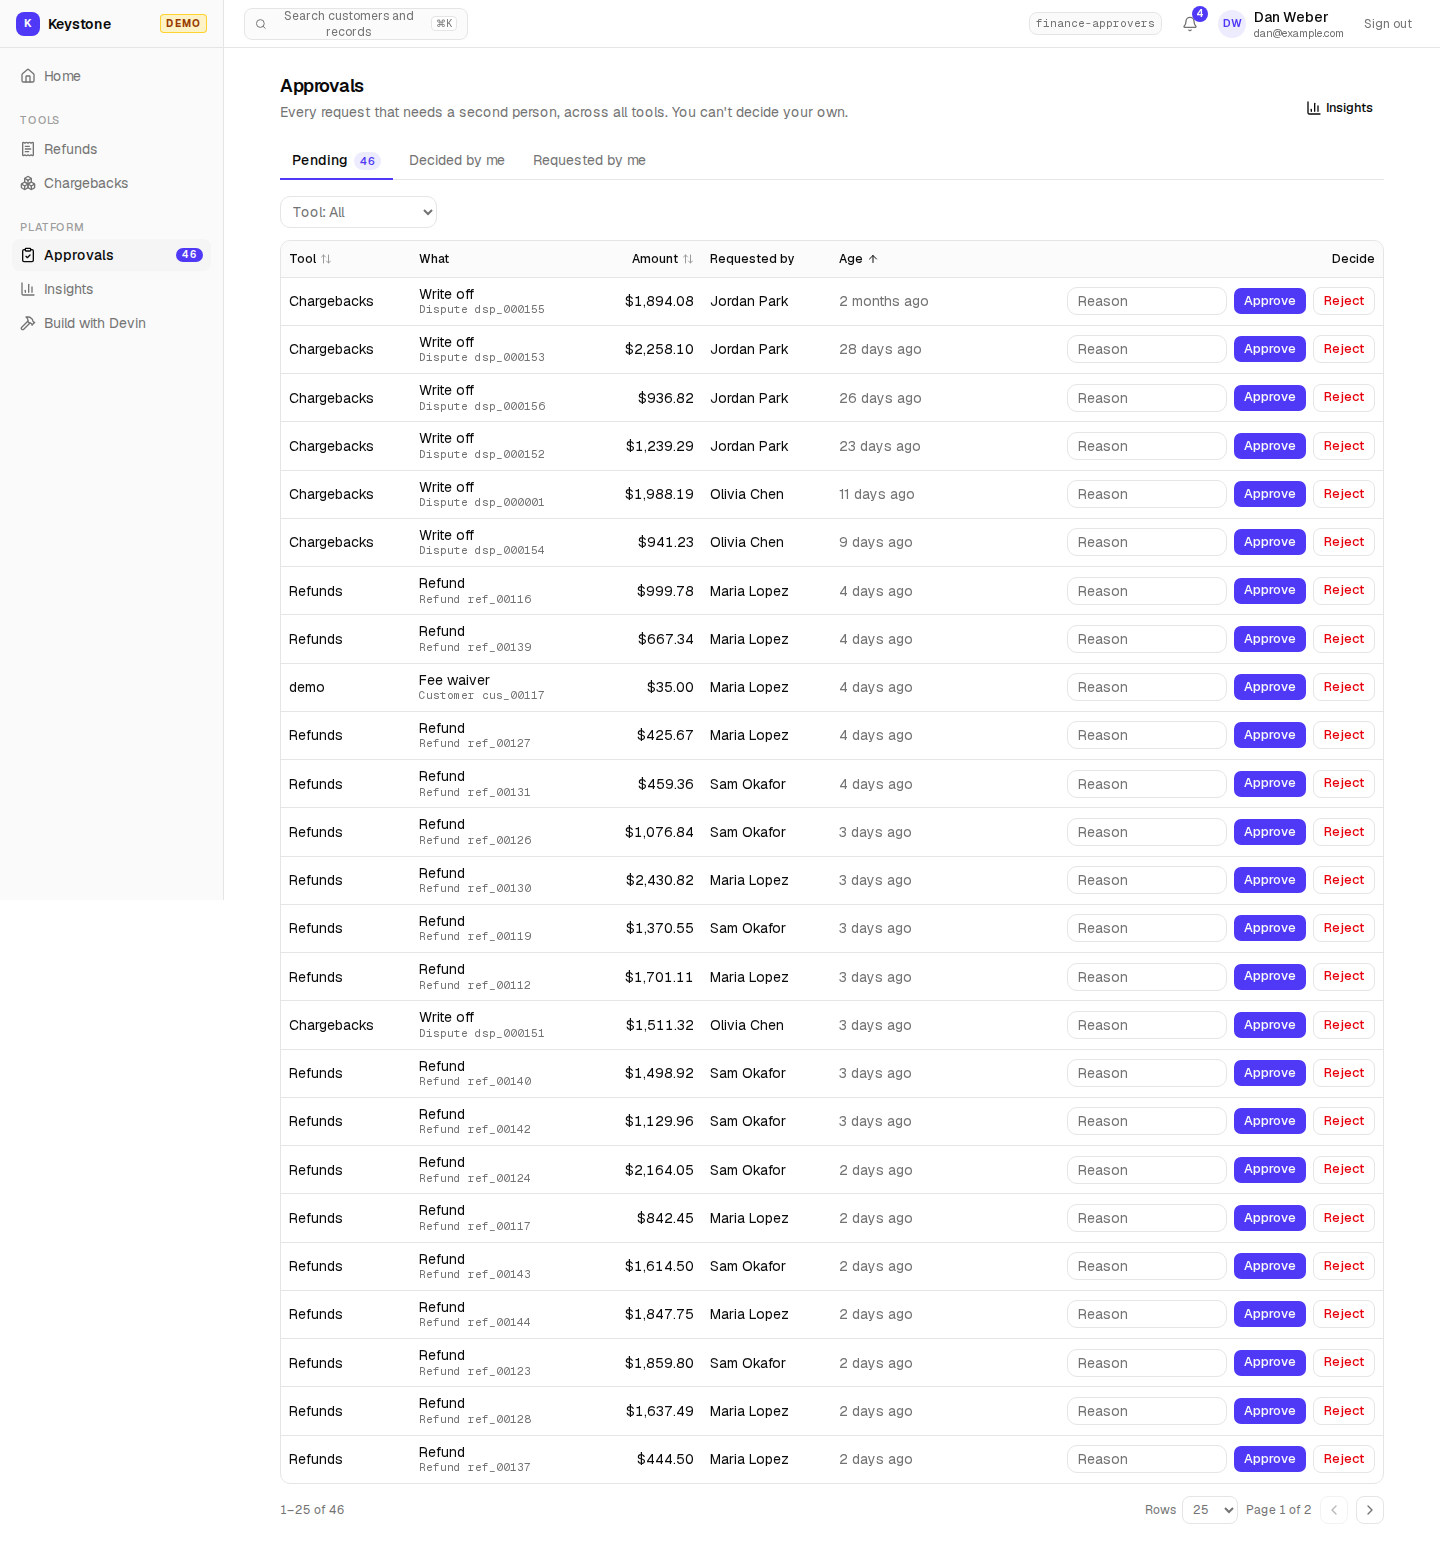 K Keystone DEMO
Search customers and records ⌘K
finance-approvers
4
DW Dan Weber
dan@example.com
Sign out
Home
TOOLS
Refunds
Chargebacks
PLATFORM
Approvals 46
Insights
Build with Devin
Approvals
Every request that needs a second person, across all tools. You can't decide your own.
Insights
Pending 46 Decided by me Requested by me
Tool: All
Tool What Amount Requested by Age Decide
Chargebacks Write off $1,894.08 Jordan Park 2 months ago Reason Approve Reject
Dispute dsp_000155
Chargebacks Write off $2,258.10 Jordan Park 28 days ago Reason Approve Reject
Dispute dsp_000153
Chargebacks Write off $936.82 Jordan Park 26 days ago Reason Approve Reject
Dispute dsp_000156
Chargebacks Write off $1,239.29 Jordan Park 23 days ago Reason Approve Reject
Dispute dsp_000152
Chargebacks Write off $1,988.19 Olivia Chen 11 days ago Reason Approve Reject
Dispute dsp_000001
Chargebacks Write off $941.23 Olivia Chen 9 days ago Reason Approve Reject
Dispute dsp_000154
Refunds Refund $999.78 Maria Lopez 4 days ago Reason Approve Reject
Refund ref_00116
Refunds Refund $667.34 Maria Lopez 4 days ago Reason Approve Reject
Refund ref_00139
demo Fee waiver $35.00 Maria Lopez 4 days ago Reason Approve Reject
Customer cus_00117
Refunds Refund $425.67 Maria Lopez 4 days ago Reason Approve Reject
Refund ref_00127
Refunds Refund $459.36 Sam Okafor 4 days ago Reason Approve Reject
Refund ref_00131
Refunds Refund $1,076.84 Sam Okafor 3 days ago Reason Approve Reject
Refund ref_00126
Refunds Refund $2,430.82 Maria Lopez 3 days ago Reason Approve Reject
Refund ref_00130
Refunds Refund $1,370.55 Sam Okafor 3 days ago Reason Approve Reject
Refund ref_00119
Refunds Refund $1,701.11 Maria Lopez 3 days ago Reason Approve Reject
Refund ref_00112
Chargebacks Write off $1,511.32 Olivia Chen 3 days ago Reason Approve Reject
Dispute dsp_000151
Refunds Refund $1,498.92 Sam Okafor 3 days ago Reason Approve Reject
Refund ref_00140
Refunds Refund $1,129.96 Sam Okafor 3 days ago Reason Approve Reject
Refund ref_00142
Refunds Refund $2,164.05 Sam Okafor 2 days ago Reason Approve Reject
Refund ref_00124
Refunds Refund $842.45 Maria Lopez 2 days ago Reason Approve Reject
Refund ref_00117
Refunds Refund $1,614.50 Sam Okafor 2 days ago Reason Approve Reject
Refund ref_00143
Refunds Refund $1,847.75 Maria Lopez 2 days ago Reason Approve Reject
Refund ref_00144
Refunds Refund $1,859.80 Sam Okafor 2 days ago Reason Approve Reject
Refund ref_00123
Refunds Refund $1,637.49 Maria Lopez 2 days ago Reason Approve Reject
Refund ref_00128
Refunds Refund $444.50 Maria Lopez 2 days ago Reason Approve Reject
Refund ref_00137
1–25 of 46 Rows 25 Page 1 of 2